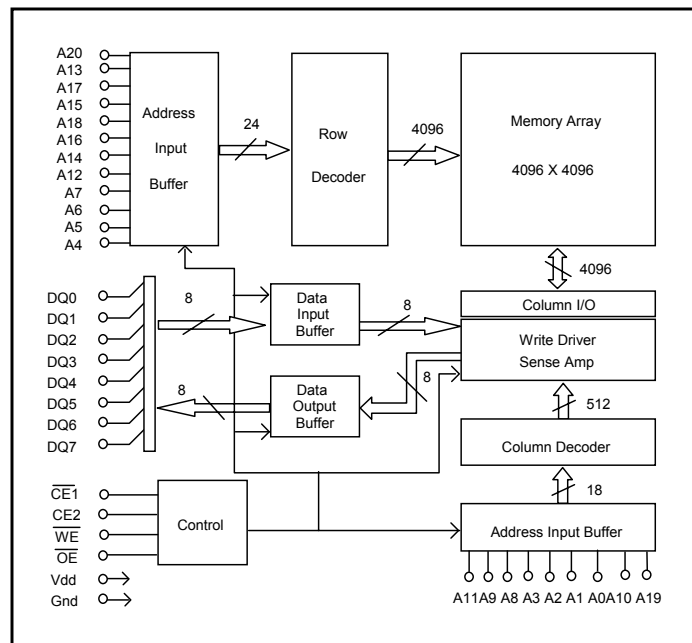 A20
A13
A17
A15
A18
A16
A14
A12
A7
A6
A5
A4
Address
Input
Buffer
24
Row
Decoder
4096
Memory Array
4096 X 4096
4096
DQ0
DQ1
DQ2
DQ3
DQ4
DQ5
DQ6
DQ7
8
Data
Input
Buffer
8
Column I/O
Write Driver
Sense Amp
8
Data
Output
Buffer
8
512
Column Decoder
18
Address Input Buffer
C̅E̅1
CE2
W̅E̅
O̅E̅
Vdd
Gnd
Control
A11A9 A8 A3 A2 A1 A0A10 A19